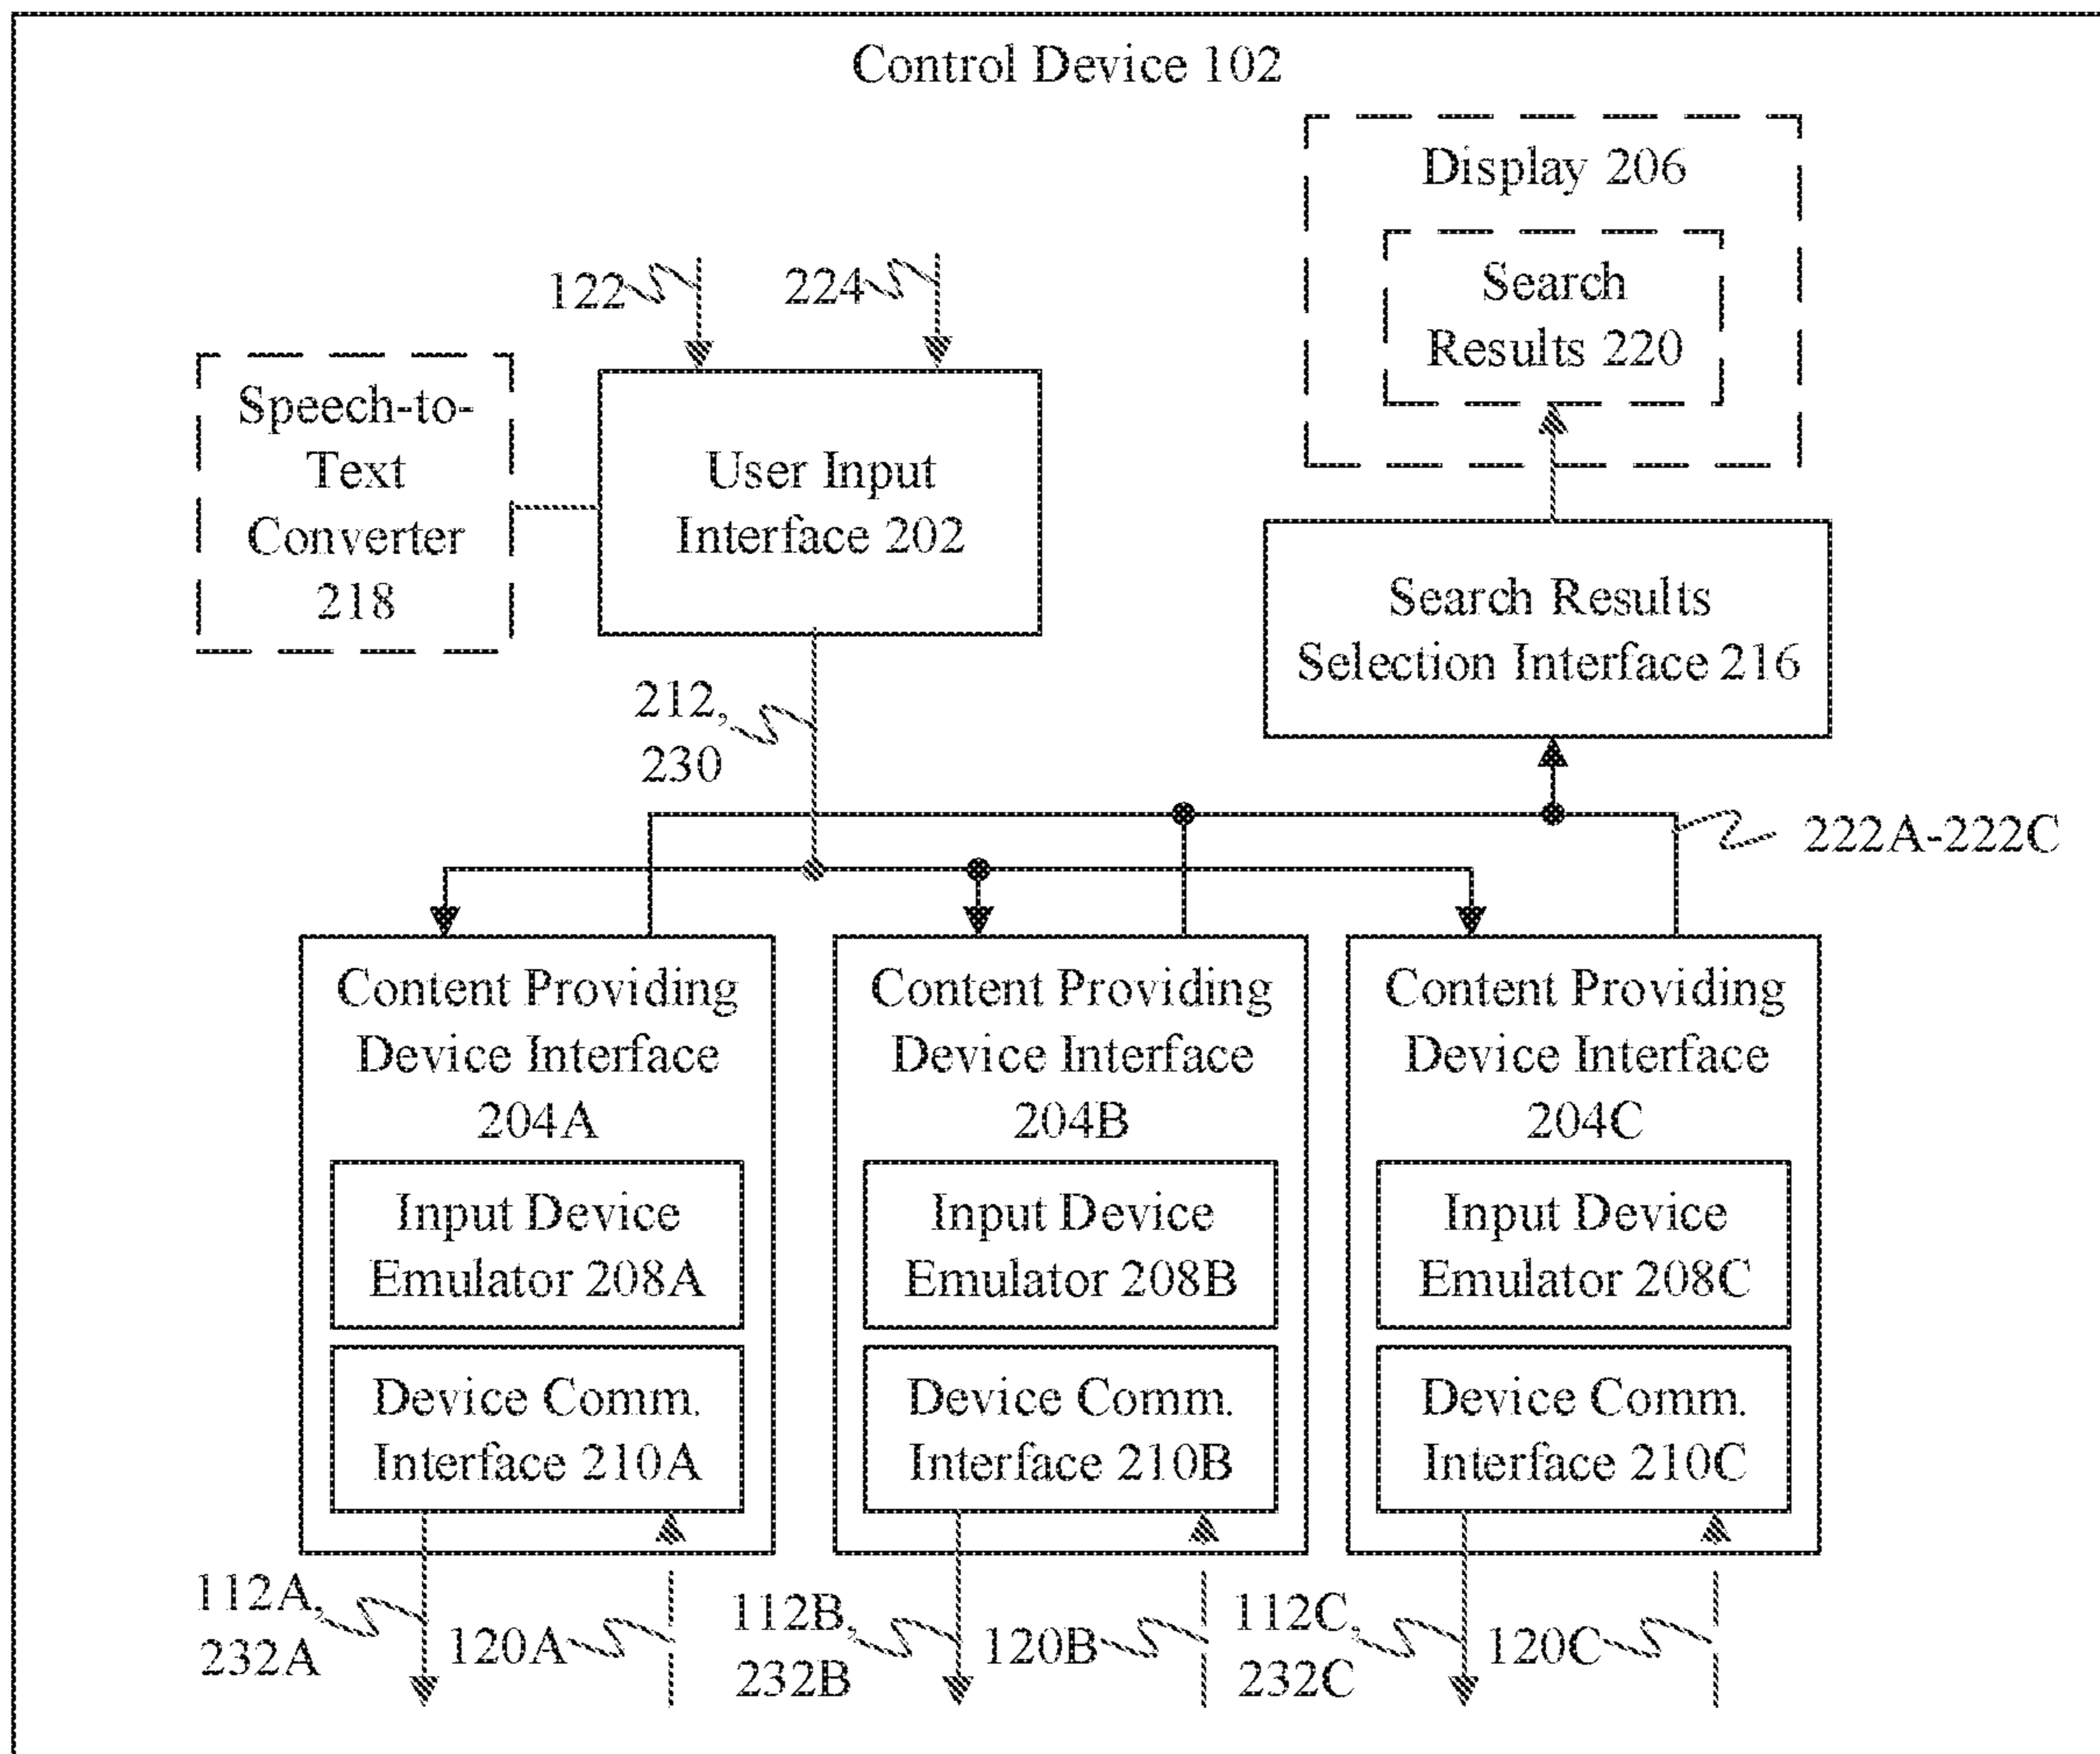 Control Device 102
Display 206
Search
Results 220
122
224
Speech-to-
Text
Converter
218
User Input
Interface 202
Search Results
Selection Interface 216
212,
230
222A-222C
Content Providing
Device Interface
204A
Input Device
Emulator 208A
Device Comm.
Interface 210A
Content Providing
Device Interface
204B
Input Device
Emulator 208B
Device Comm.
Interface 210B
Content Providing
Device Interface
204C
Input Device
Emulator 208C
Device Comm.
Interface 210C
112A,
232A
120A
112B,
232B
120B
112C,
232C
120C